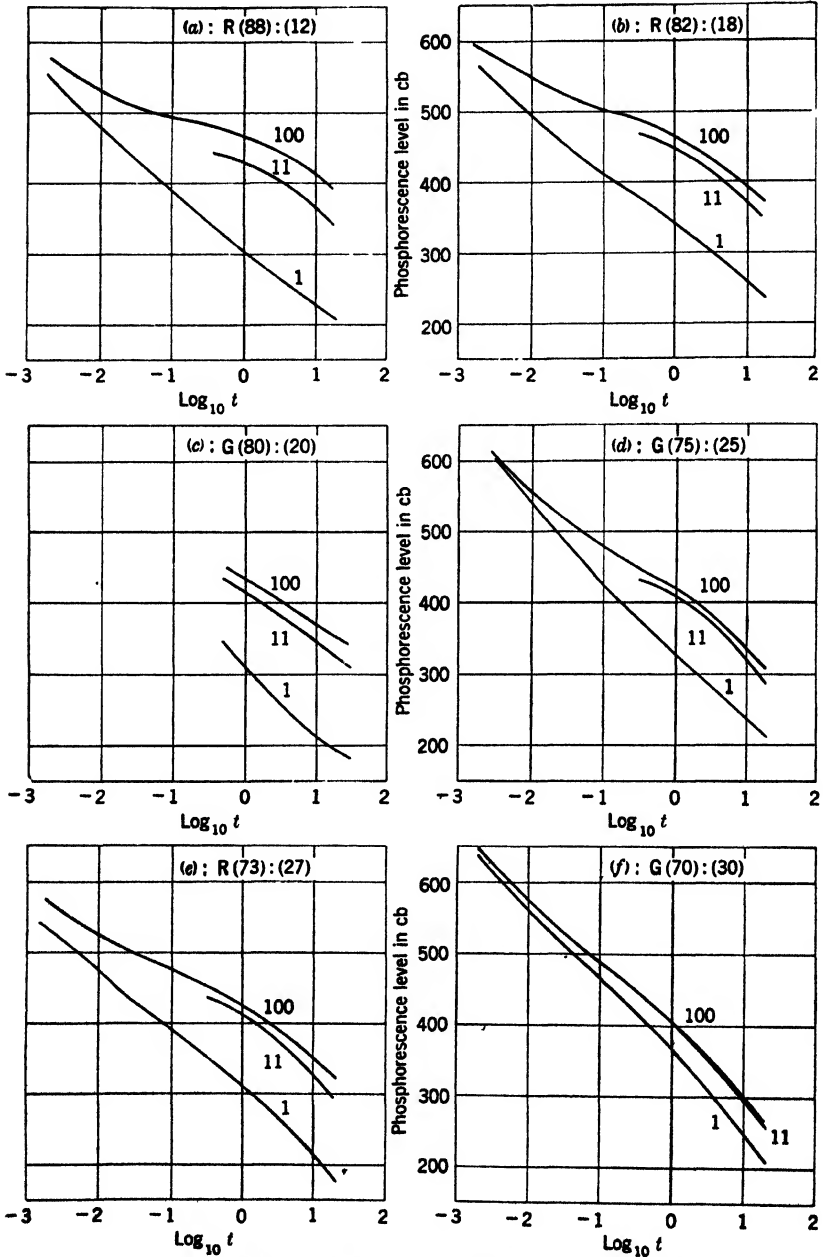 (a): R (88):(12)
100
11
1
-3 -2 -1 0 1 2
Log10 t
(b): R (82):(18)
Phosphorescence level in cb
600
500
400
300
200
100
11
1
-3 -2 -1 0 1 2
Log10 t
(c): G (80):(20)
100
11
1
-3 -2 -1 0 1 2
Log10 t
(d): G (75):(25)
Phosphorescence level in cb
600
500
400
300
200
100
11
1
-3 -2 -1 0 1 2
Log10 t
(e): R (73):(27)
100
11
1
-3 -2 -1 0 1 2
Log10 t
(f): G (70):(30)
Phosphorescence level in cb
600
500
400
300
200
100
1
11
-3 -2 -1 0 1 2
Log10 t